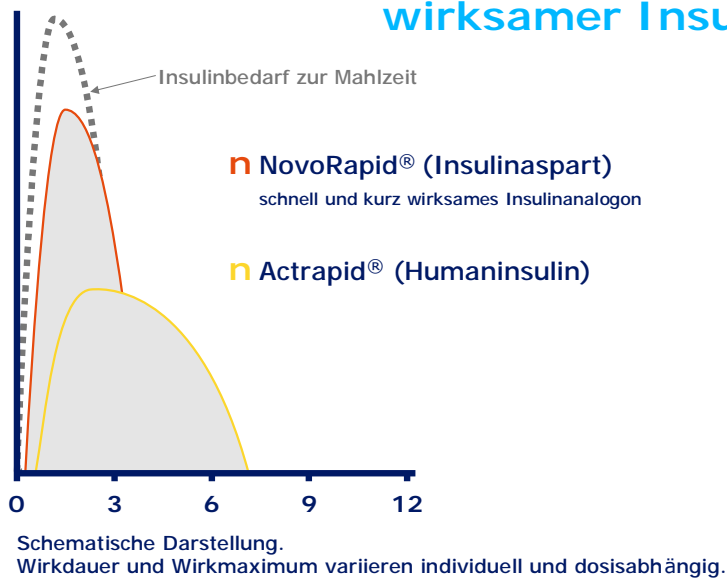 wirksamer Insu
Insulinbedarf zur Mahlzeit
n NovoRapid® (Insulinaspart)
schnell und kurz wirksames Insulinanalogon
n Actrapid® (Humaninsulin)
0 3 6 9 12
Schematische Darstellung.
Wirkdauer und Wirkmaximum variieren individuell und dosisabhängig.